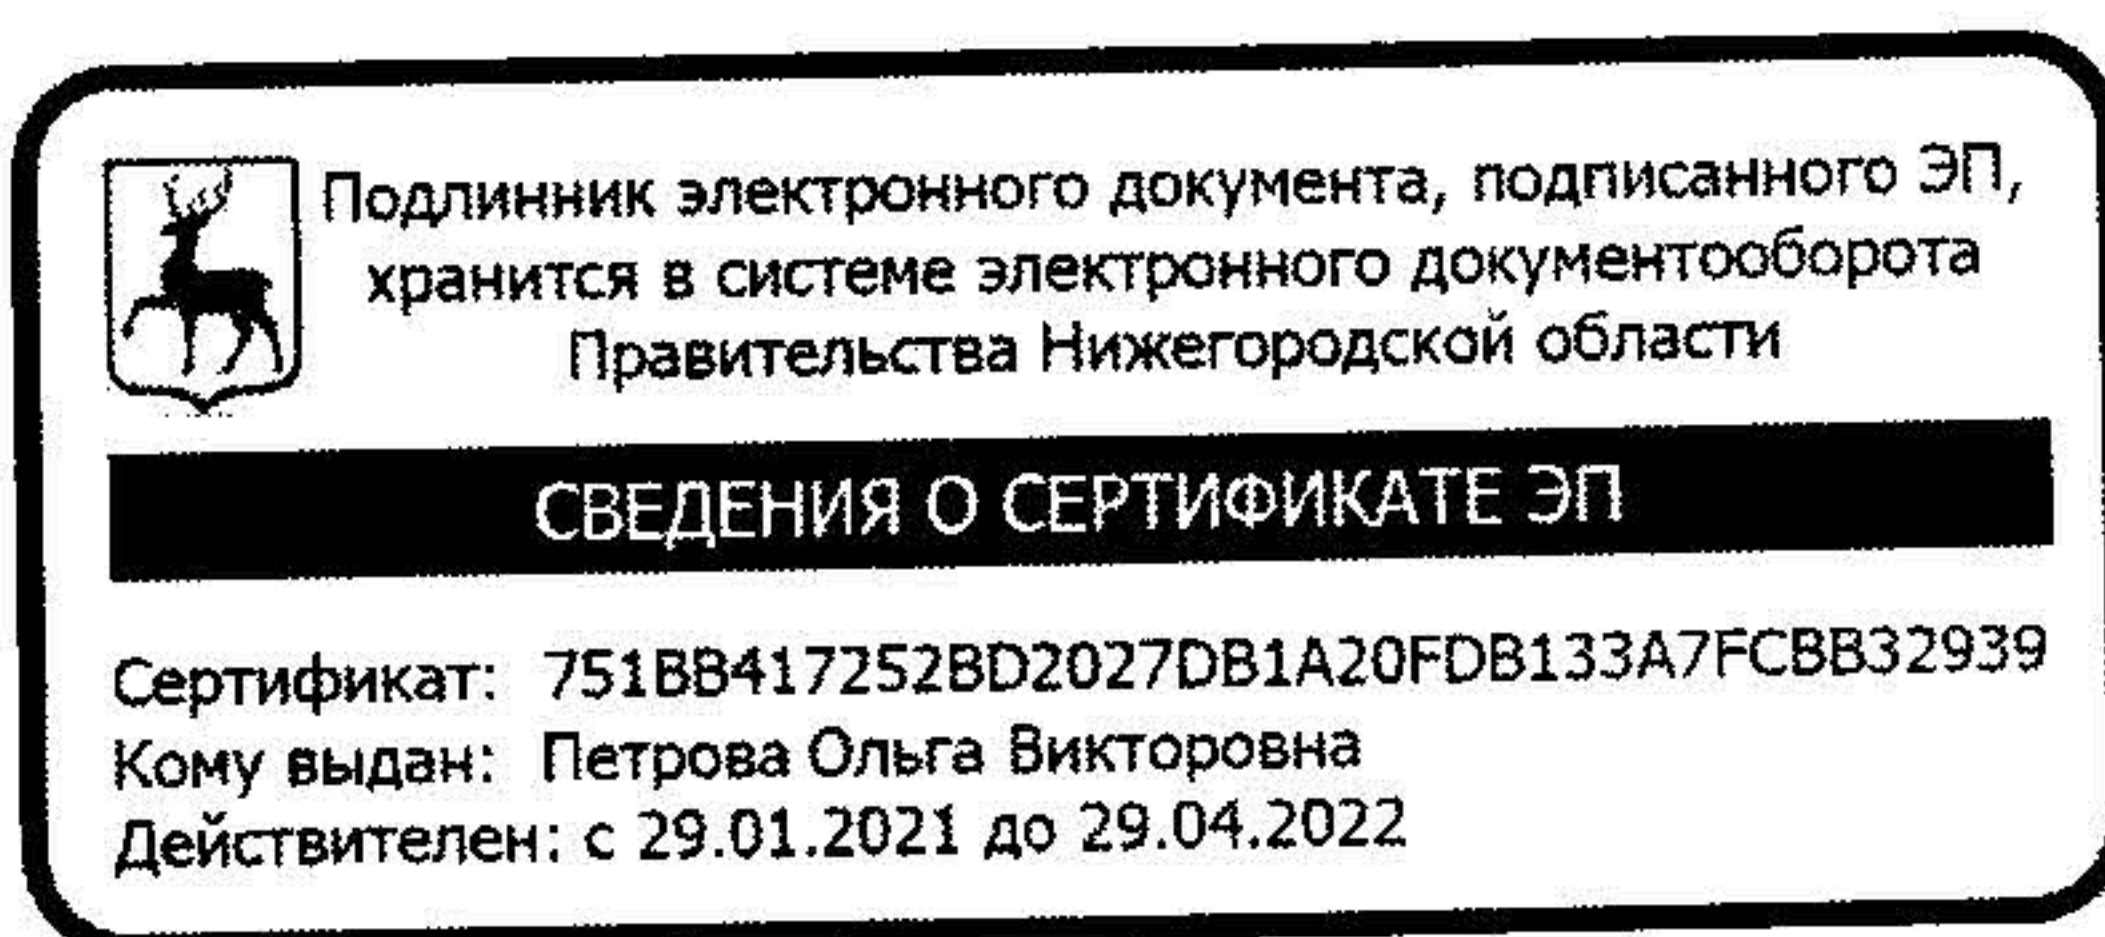 Подлинник электронного документа, подписанного ЭП,
хранится в системе электронного документооборота
Правительства Нижегородской области
СВЕДЕНИЯ О СЕРТИФИКАТЕ ЭП
Сертификат: 751BB417252BD2027DB1A20FDB133A7FCBB32939
Кому выдан: Петрова Ольга Викторовна
Действителен: с 29.01.2021 до 29.04.2022